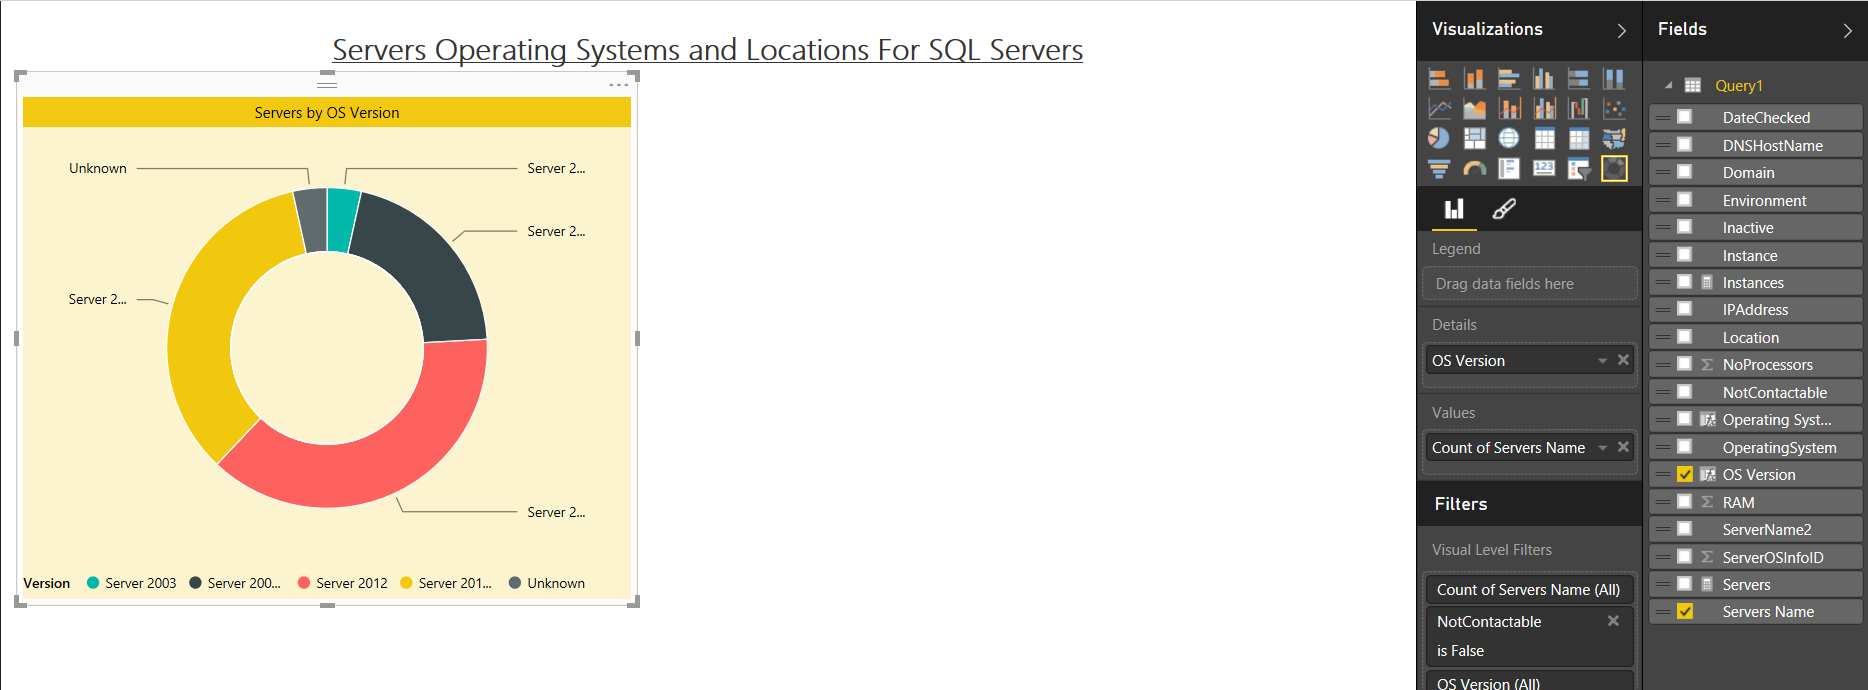 Servers Operating Systems and Locations For SQL Servers
Servers by OS Version
Unknown
Server 2...
Server 2...
Server 2...
Server 2...
Version Server 2003 Server 200... Server 2012 Server 201... Unknown
Visualizations
123
Legend
Drag data fields here
Details
OS Version
Values
Count of Servers Name
Filters
Visual Level Filters
Count of Servers Name (All)
NotContactable
is False
OS Version (All)
Fields
Query1
DateChecked
DNSHostName
Domain
Environment
Inactive
Instance
Instances
IPAddress
Location
NoProcessors
NotContactable
Operating Syst...
OperatingSystem
OS Version
RAM
ServerName2
ServerOSInfoID
Servers
Servers Name